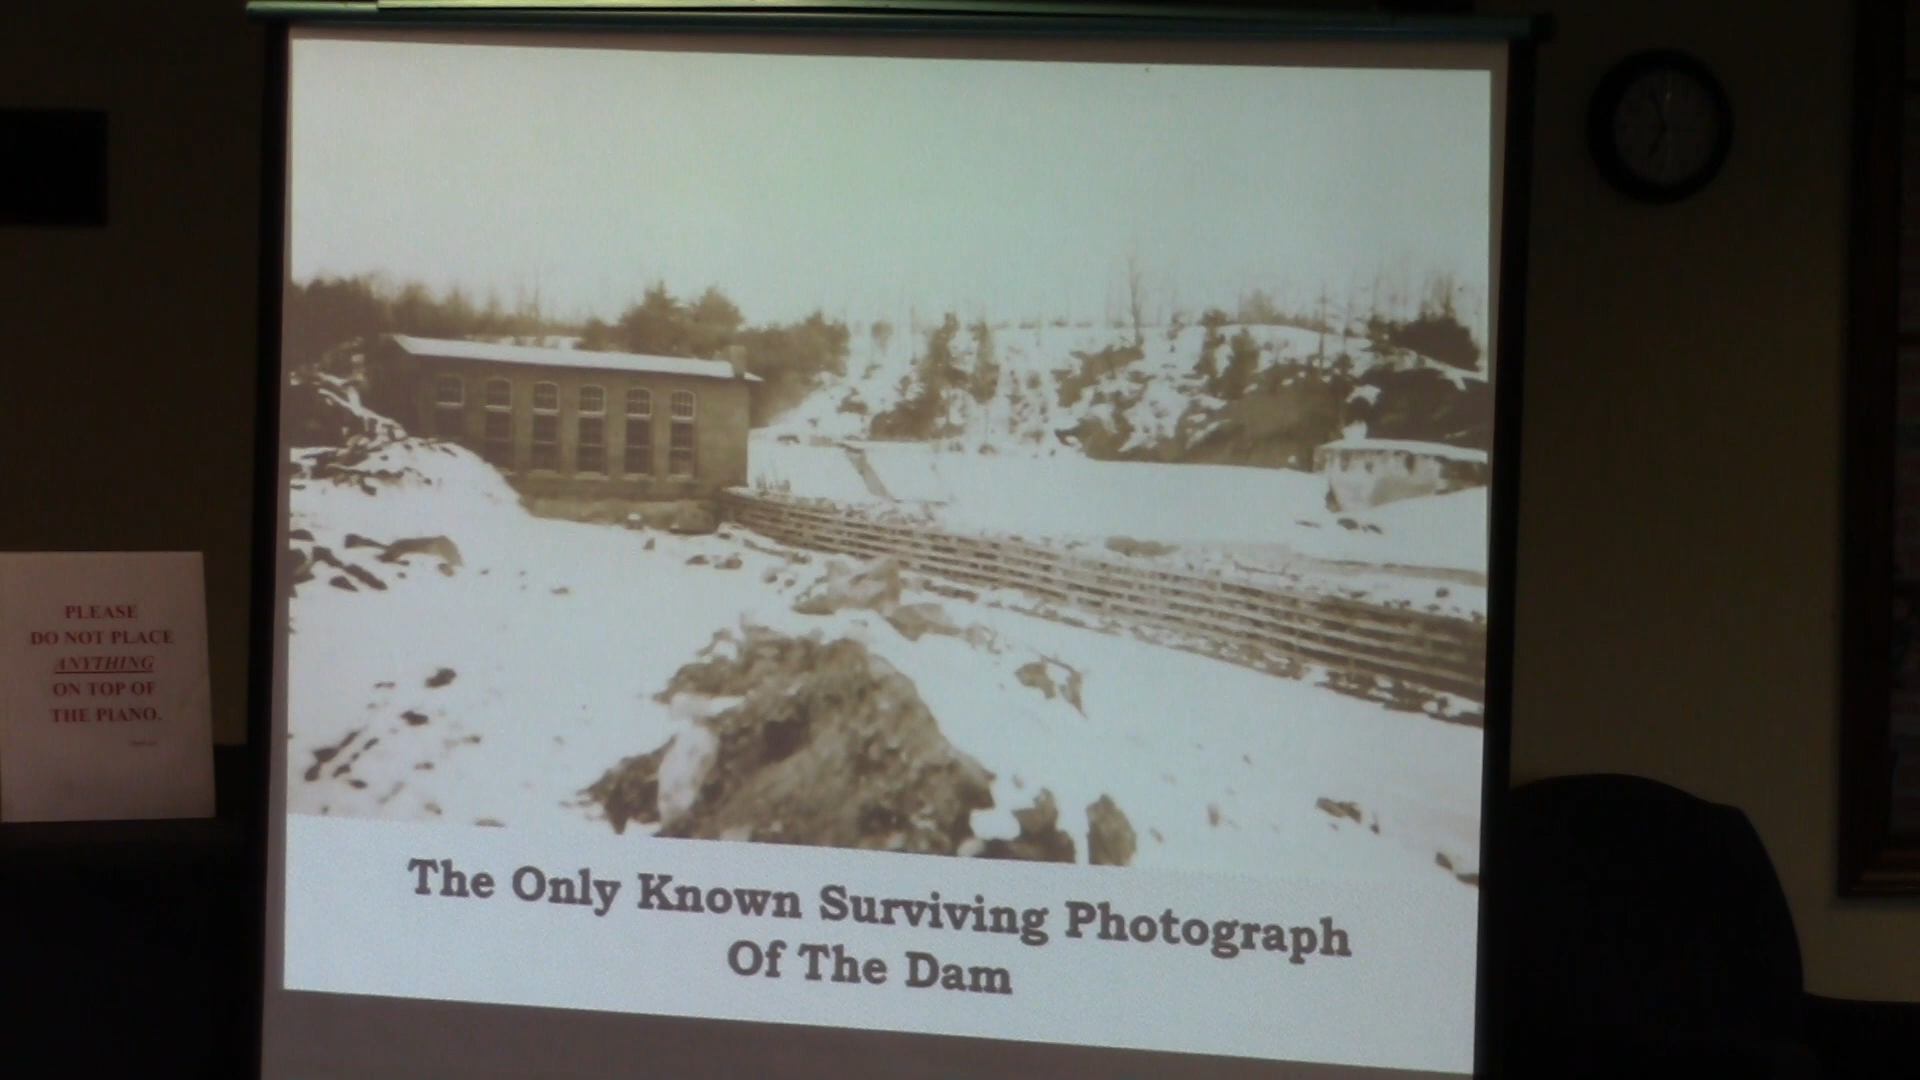 PLEASE
DO NOT PLACE
ANYTHING
ON TOP OF
THE PIANO.
The Only Known Surviving Photograph
Of The Dam